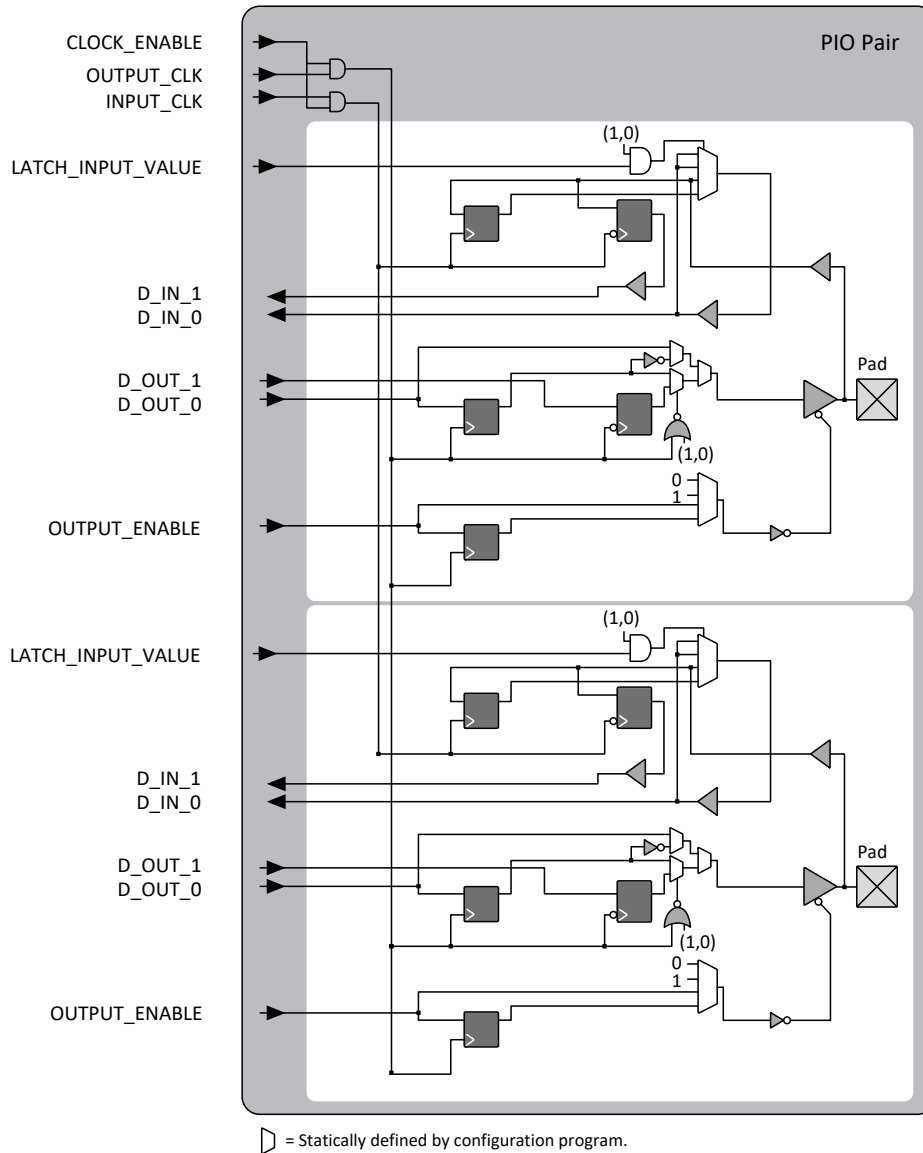 CLOCK_ENABLE
PIO Pair
OUTPUT_CLK
INPUT_CLK
(1,0)
LATCH_INPUT_VALUE
D_IN_1
D_IN_0
Pad
D_OUT_1
D_OUT_0
(1,0)
0
1
OUTPUT_ENABLE
(1,0)
LATCH_INPUT_VALUE
D_IN_1
D_IN_0
Pad
D_OUT_1
D_OUT_0
(1,0)
0
1
OUTPUT_ENABLE
= Statically defined by configuration program.